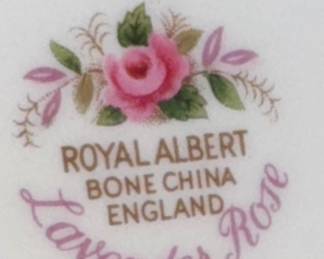 ROYAL ALBERT
BONE CHINA
ENGLAND
Lavender Rose